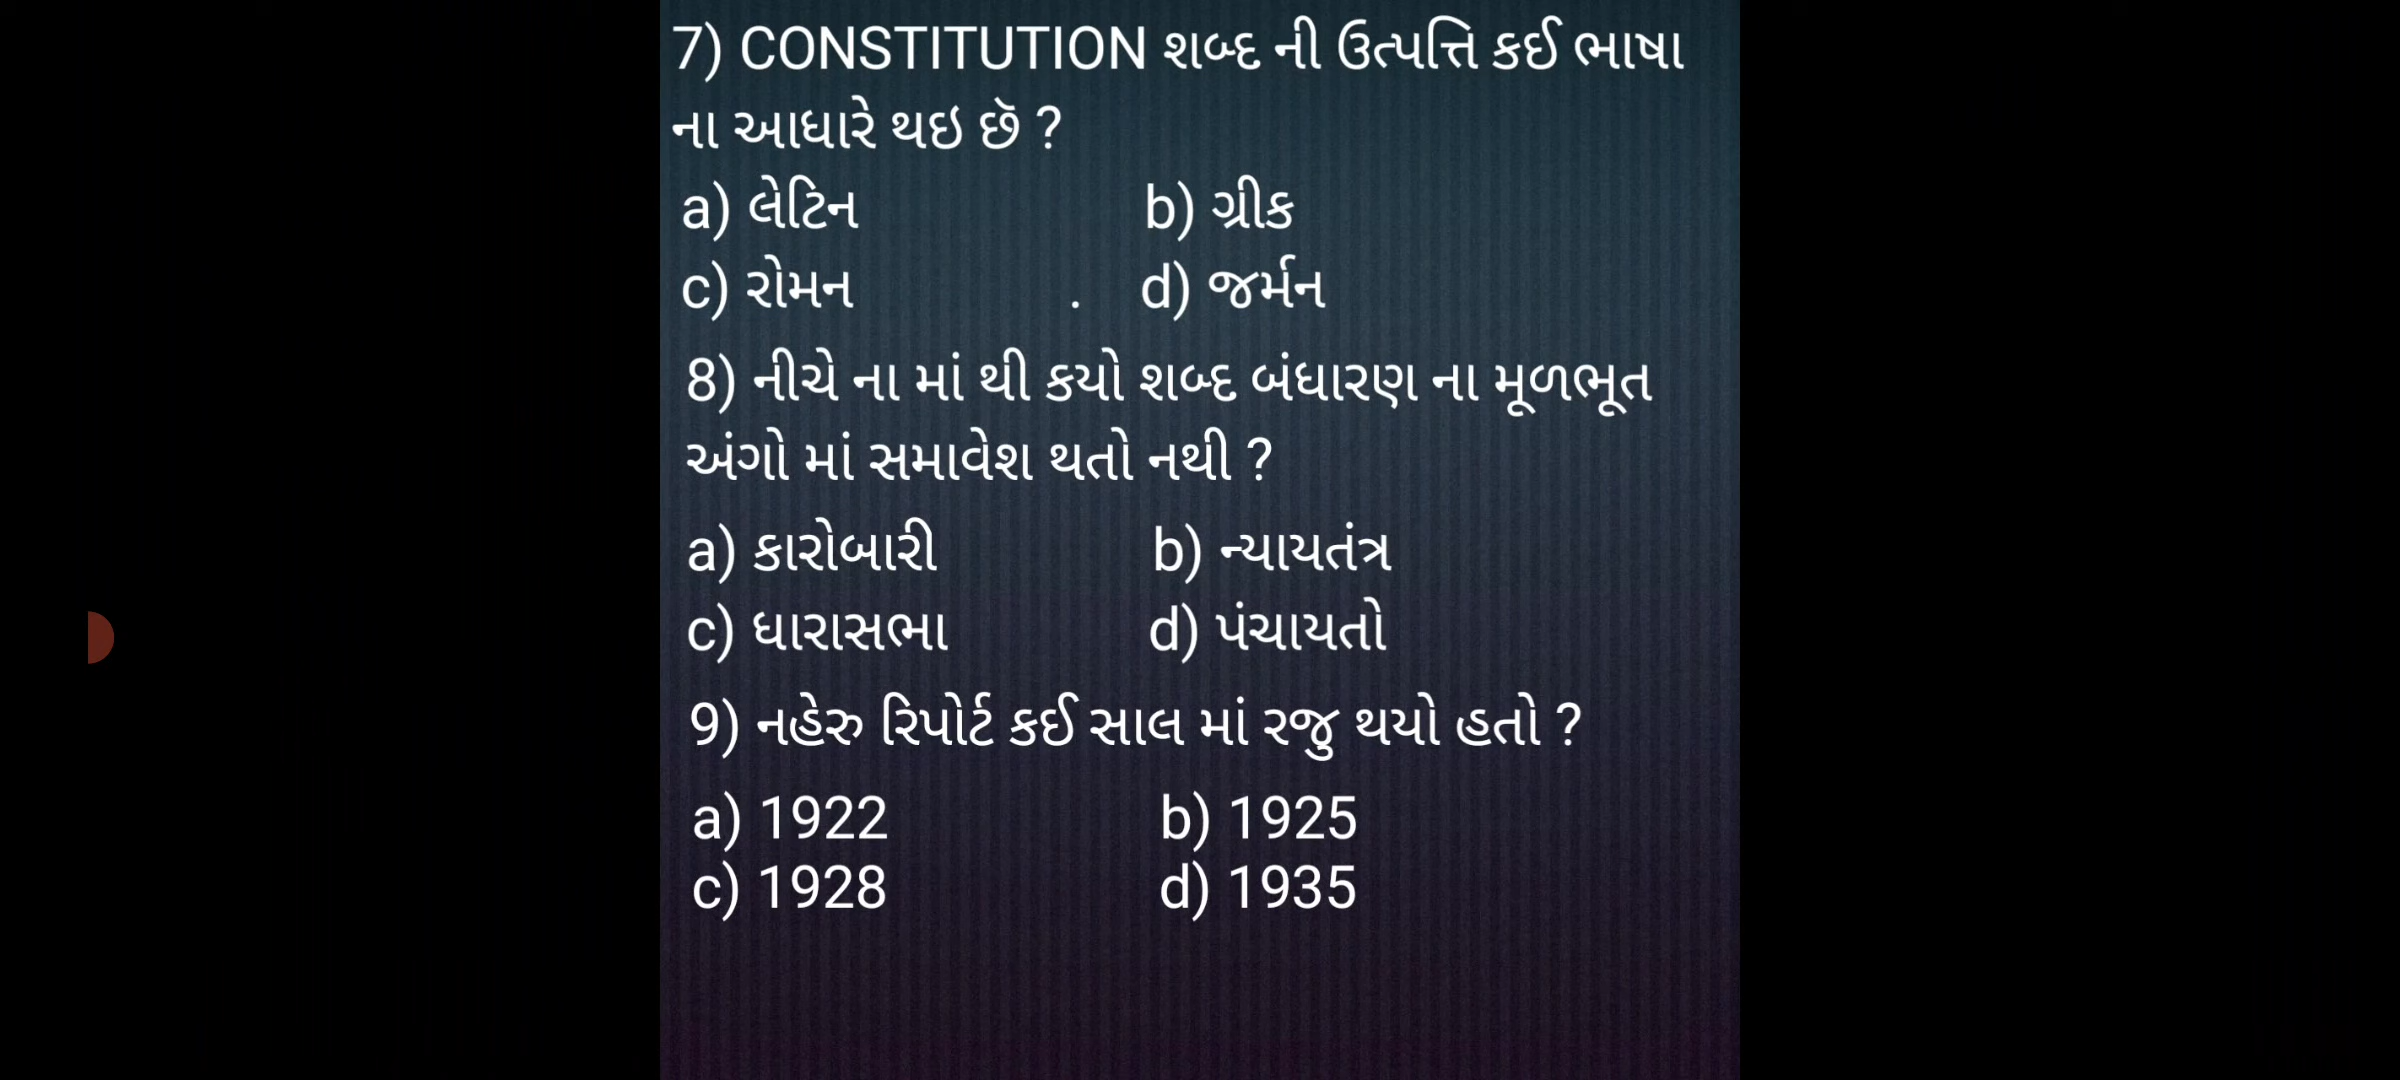 7) CONSTITUTION શબ્દ ની ઉત્પત્તિ કઈ ભાષા
ના આધારે થઇ છૅ ?
a) લેટિન b) ગ્રીક
c) રોમન . d) જર્મન
8) નીચે ના માં થી કયો શબ્દ બંધારણ ના મૂળભૂત
અંગો માં સમાવેશ થતો નથી ?
a) કારોબારી b) ન્યાયતંત્ર
c) ધારાસભા d) પંચાયતો
9) નહેરુ રિપોર્ટ કઈ સાલ માં રજુ થયો હતો ?
a) 1922 b) 1925
c) 1928 d) 1935